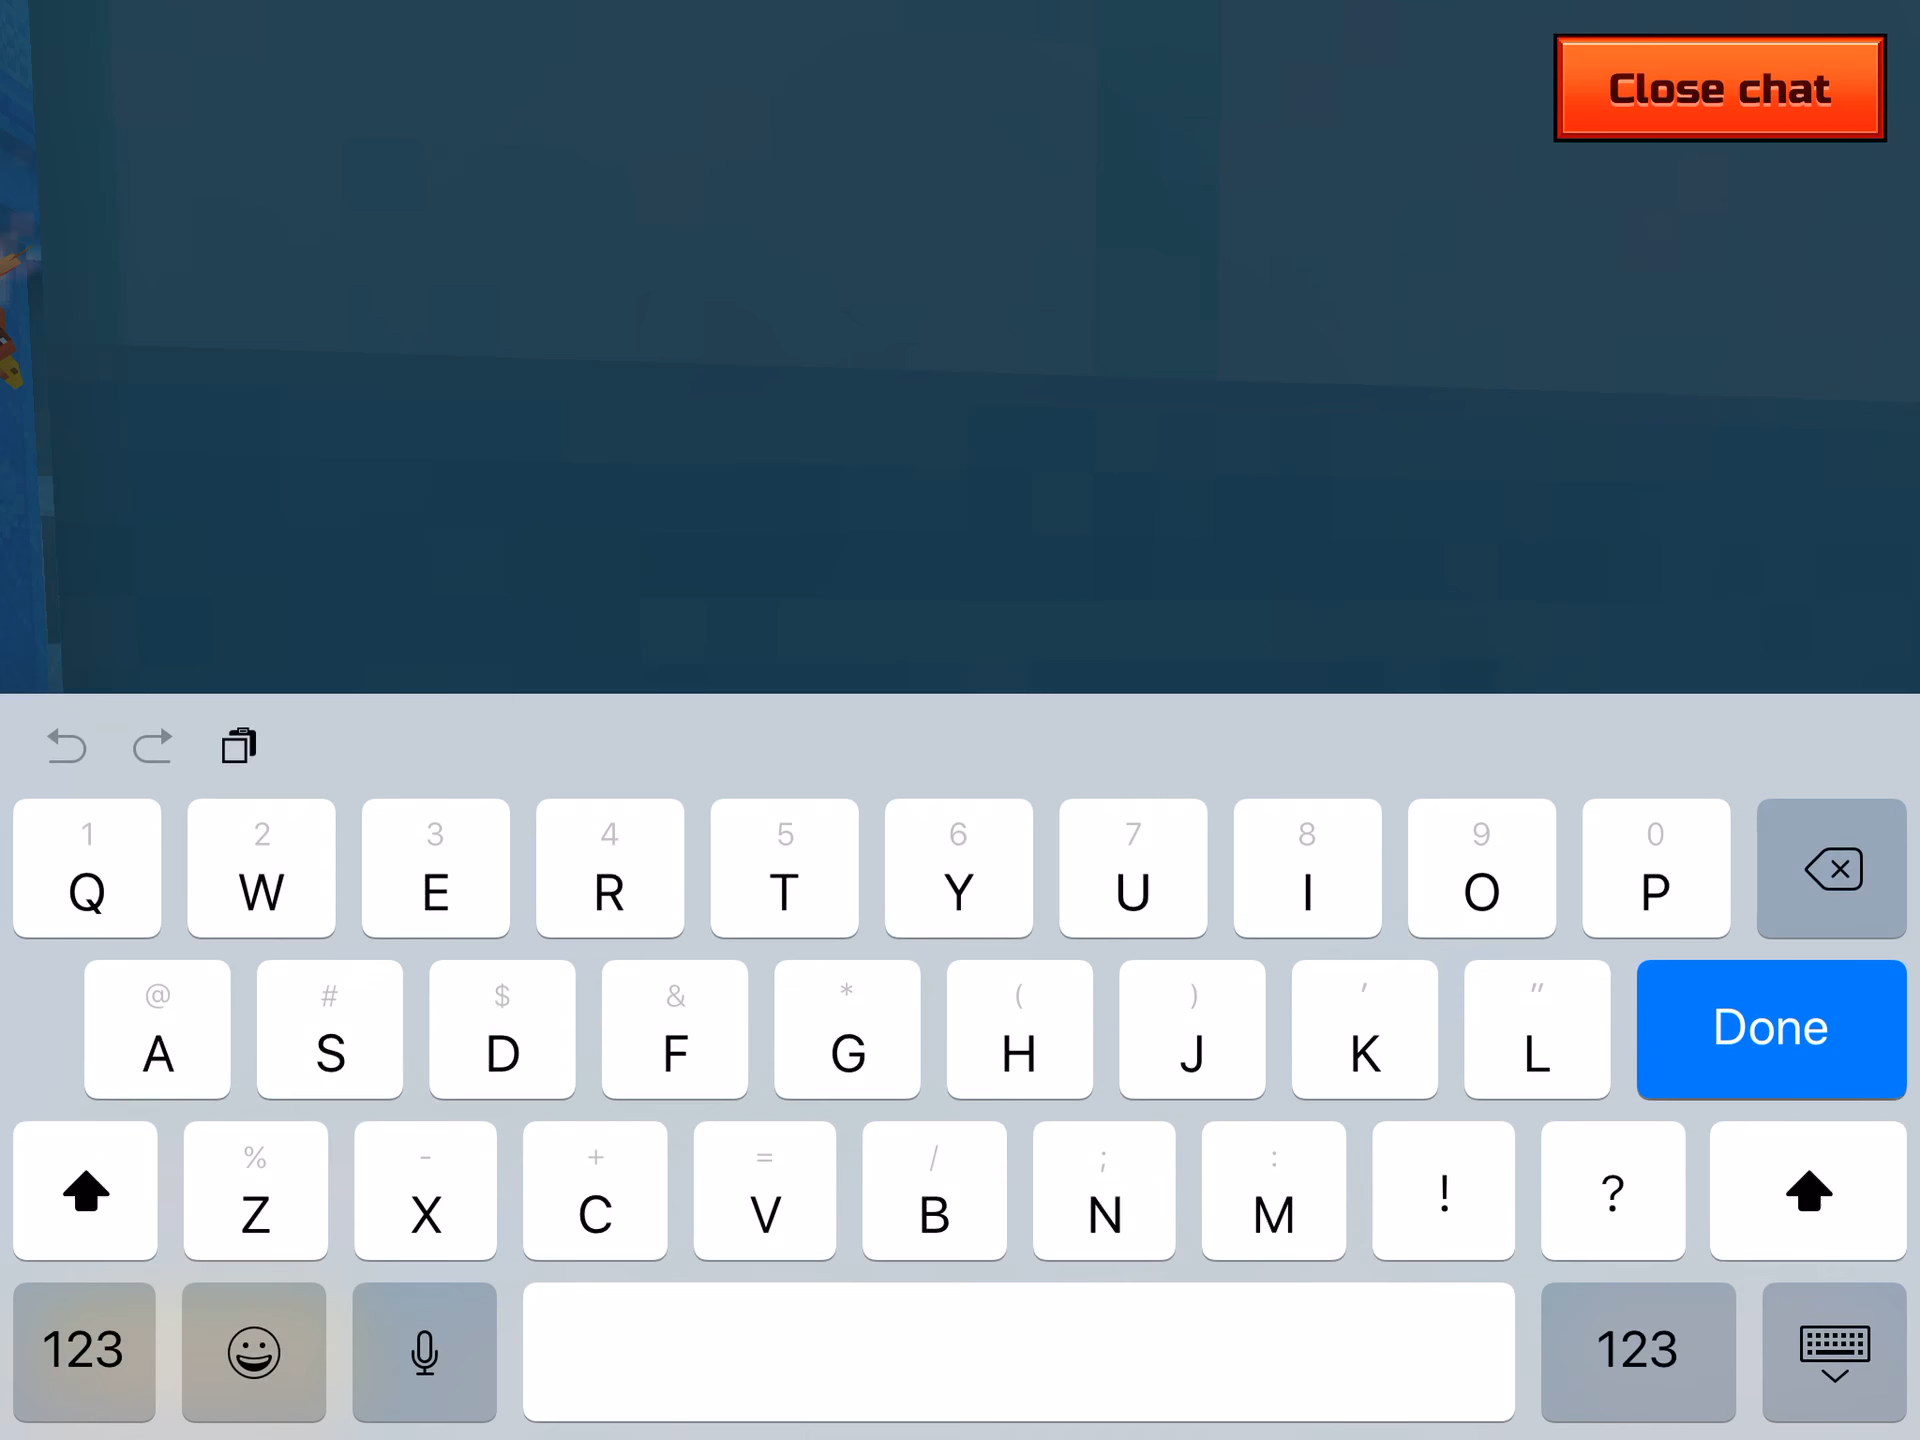 Close chat
1 2 3 4 5 6 7 8 9 0
Q W E R T Y U I O P
@ # $ & * ( ) ' "
A S D F G H J K L Done
% - + = / ; :
Z X C V B N M ! ?
123 123